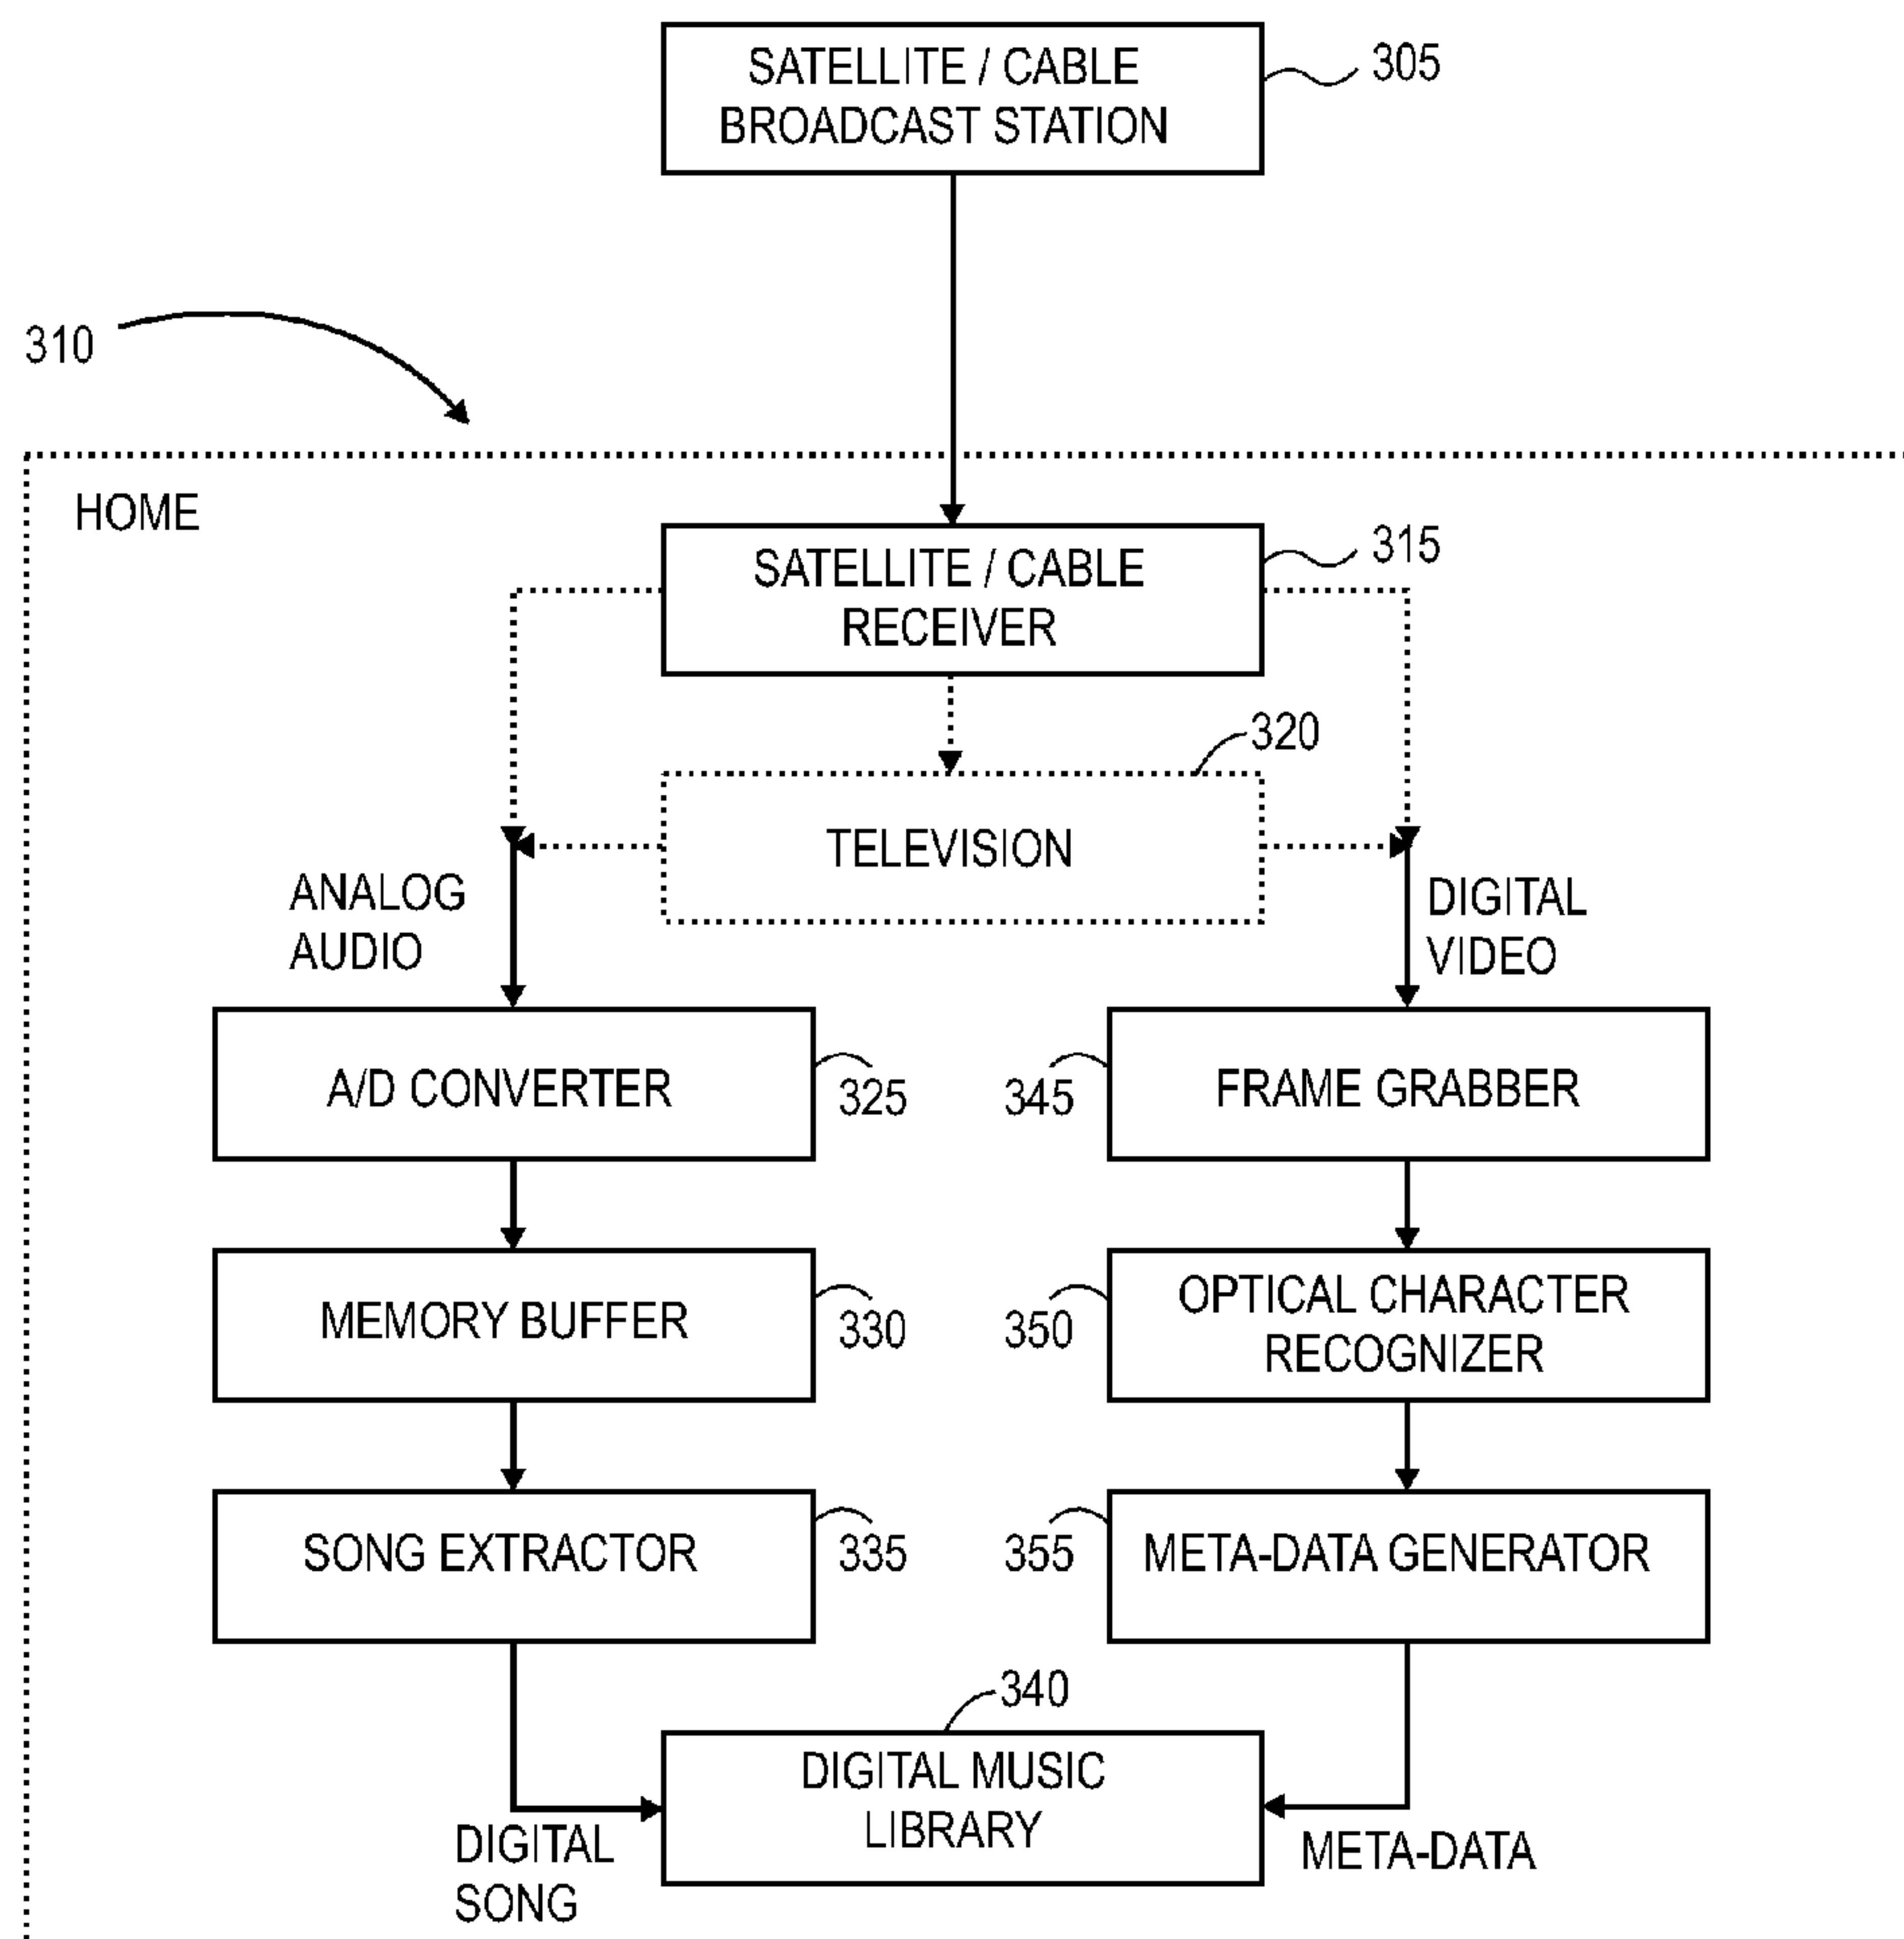 SATELLITE / CABLE
BROADCAST STATION
305
310
HOME
SATELLITE / CABLE
RECEIVER
315
320
TELEVISION
ANALOG
AUDIO
DIGITAL
VIDEO
A/D CONVERTER
325
345
FRAME GRABBER
MEMORY BUFFER
330
350
OPTICAL CHARACTER
RECOGNIZER
SONG EXTRACTOR
335
355
META-DATA GENERATOR
340
DIGITAL MUSIC
LIBRARY
DIGITAL
SONG
META-DATA